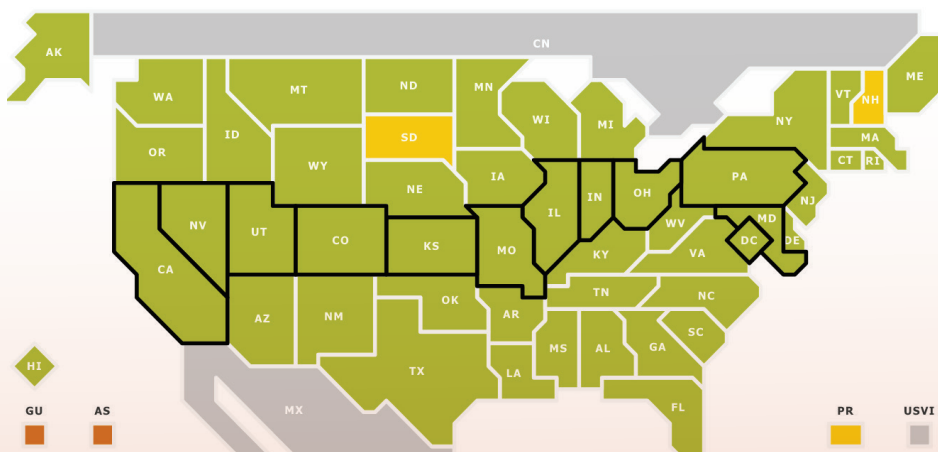 CN
AK
ME
WA
MT
ND
MN
VT
NH
ID
WI
MI
NY
OR
SD
MA
WY
CT
RI
NE
IA
PA
OH
NJ
IL
IN
NV
UT
CO
KS
MO
WV
MD
DC
DE
KY
VA
CA
TN
NC
AZ
NM
OK
AR
SC
MS
AL
GA
HI
TX
LA
MX
FL
GU
AS
PR
USVI